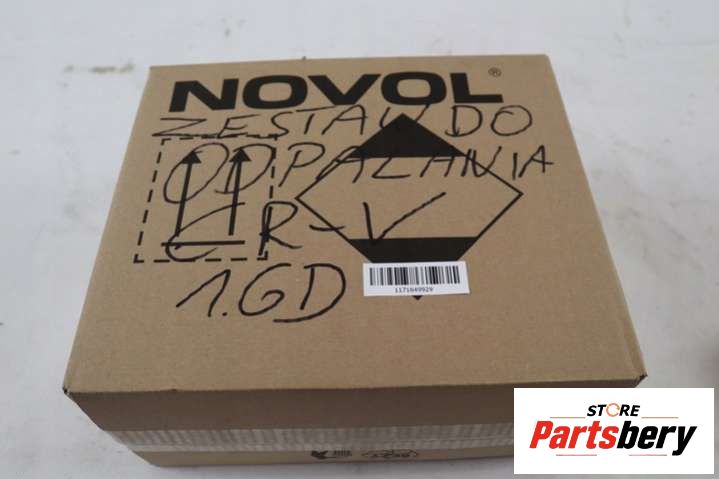 NOVOL®
ZESTAW DO
ODPALANIA
CR-V
1.6D
1171649929
STORE
Partsbery